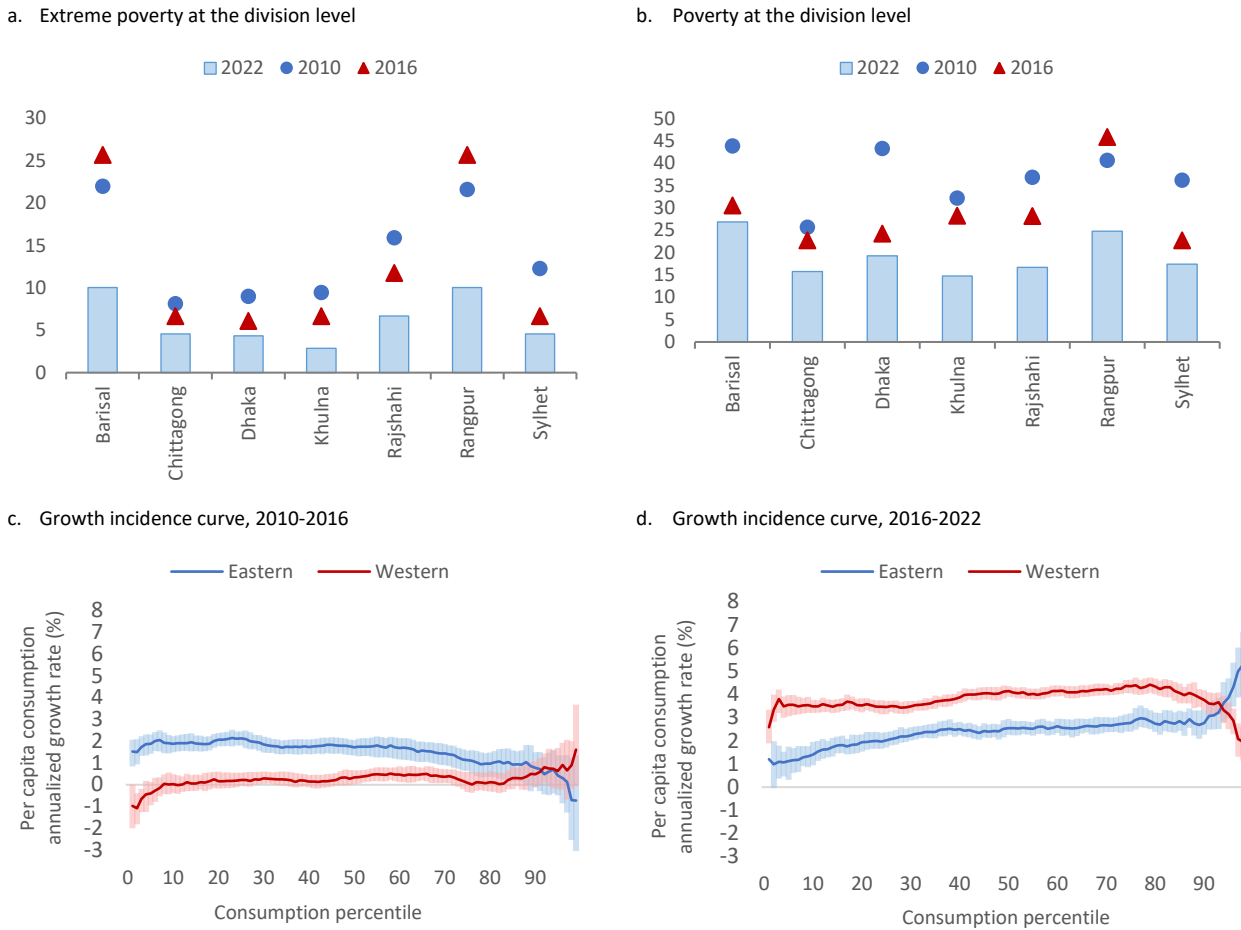 a. Extreme poverty at the division level
2022 2010 2016
30
25
20
15
10
5
0
Barisal
Chittagong
Dhaka
Khulna
Rajshahi
Rangpur
Sylhet
b. Poverty at the division level
2022 2010 2016
50
45
40
35
30
25
20
15
10
5
0
Barisal
Chittagong
Dhaka
Khulna
Rajshahi
Rangpur
Sylhet
c. Growth incidence curve, 2010-2016
Eastern Western
Per capita consumption
annualized growth rate (%)
8
7
6
5
4
3
2
1
0
-1
-2
-3
0 10 20 30 40 50 60 70 80 90
Consumption percentile
d. Growth incidence curve, 2016-2022
Eastern Western
Per capita consumption
annualized growth rate (%)
8
7
6
5
4
3
2
1
0
-1
-2
-3
0 10 20 30 40 50 60 70 80 90
Consumption percentile